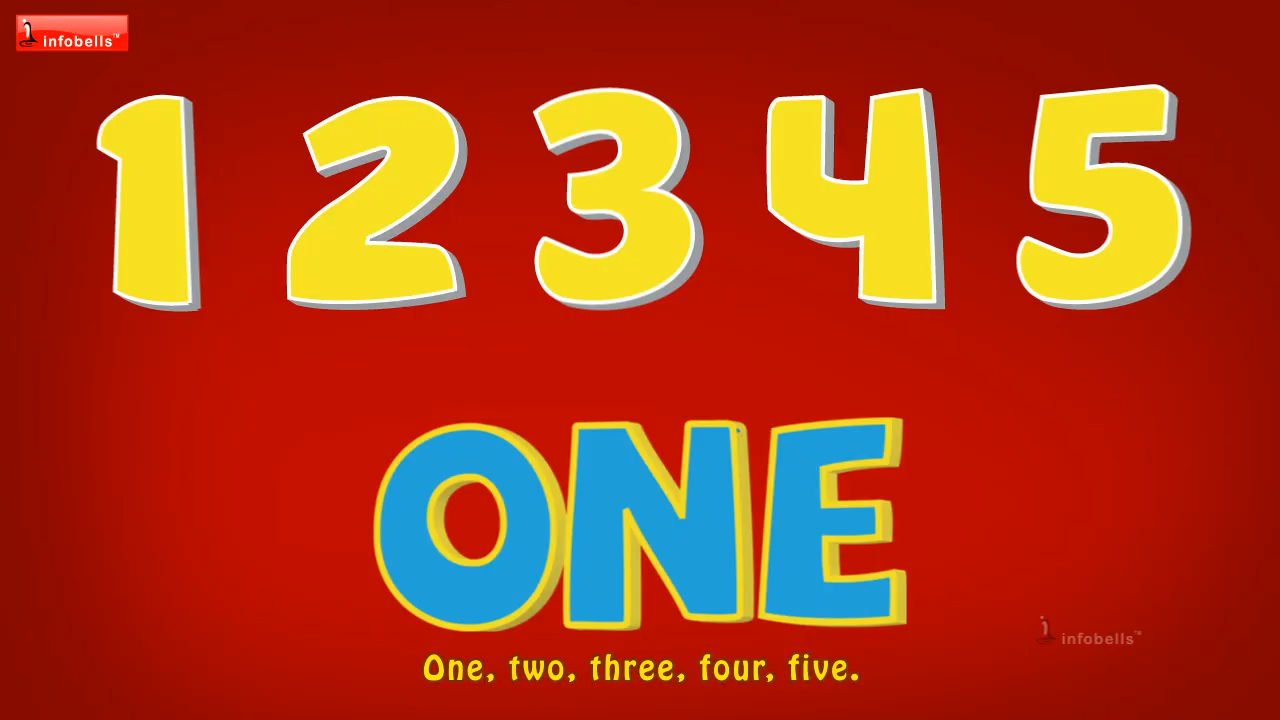 infobells™
1 2 3 4 5
ONE
infobells™
One, two, three, four, five.